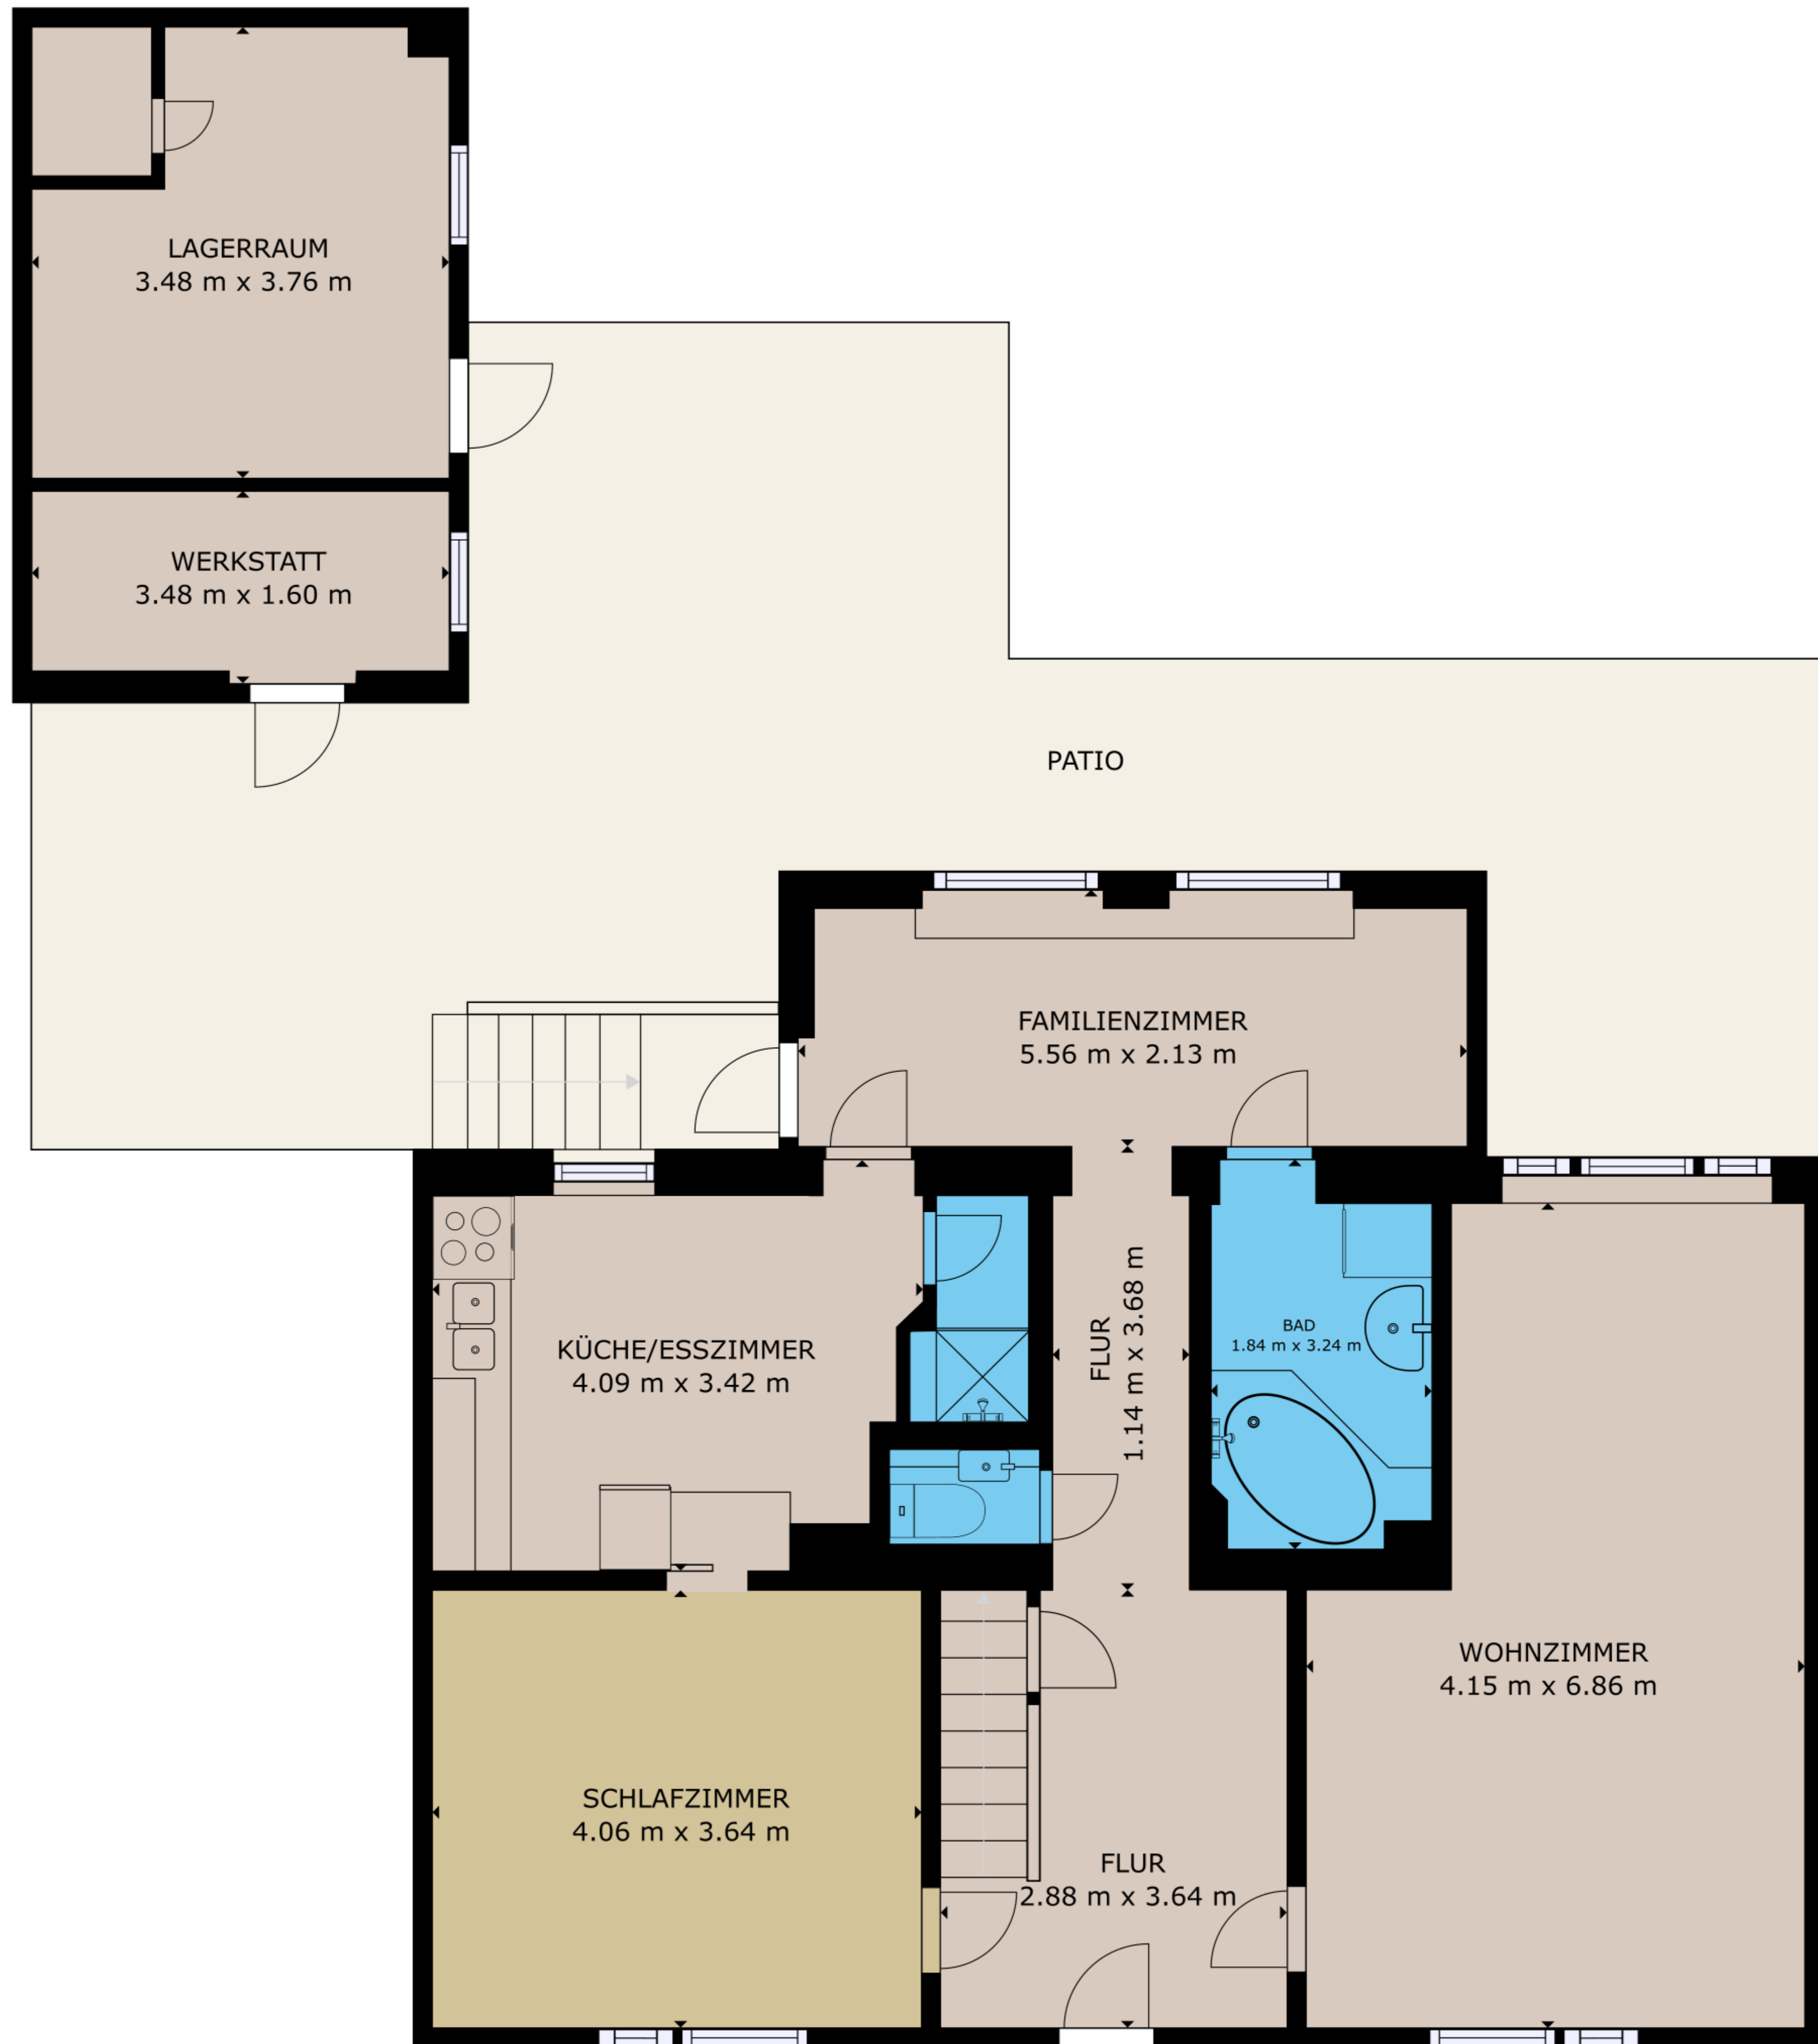 LAGERRAUM
3.48 m x 3.76 m
WERKSTATT
3.48 m x 1.60 m
PATIO
FAMILIENZIMMER
5.56 m x 2.13 m
KÜCHE/ESSZIMMER
4.09 m x 3.42 m
FLUR
1.14 m x 3.68 m
BAD
1.84 m x 3.24 m
WOHNZIMMER
4.15 m x 6.86 m
SCHLAFZIMMER
4.06 m x 3.64 m
FLUR
2.88 m x 3.64 m